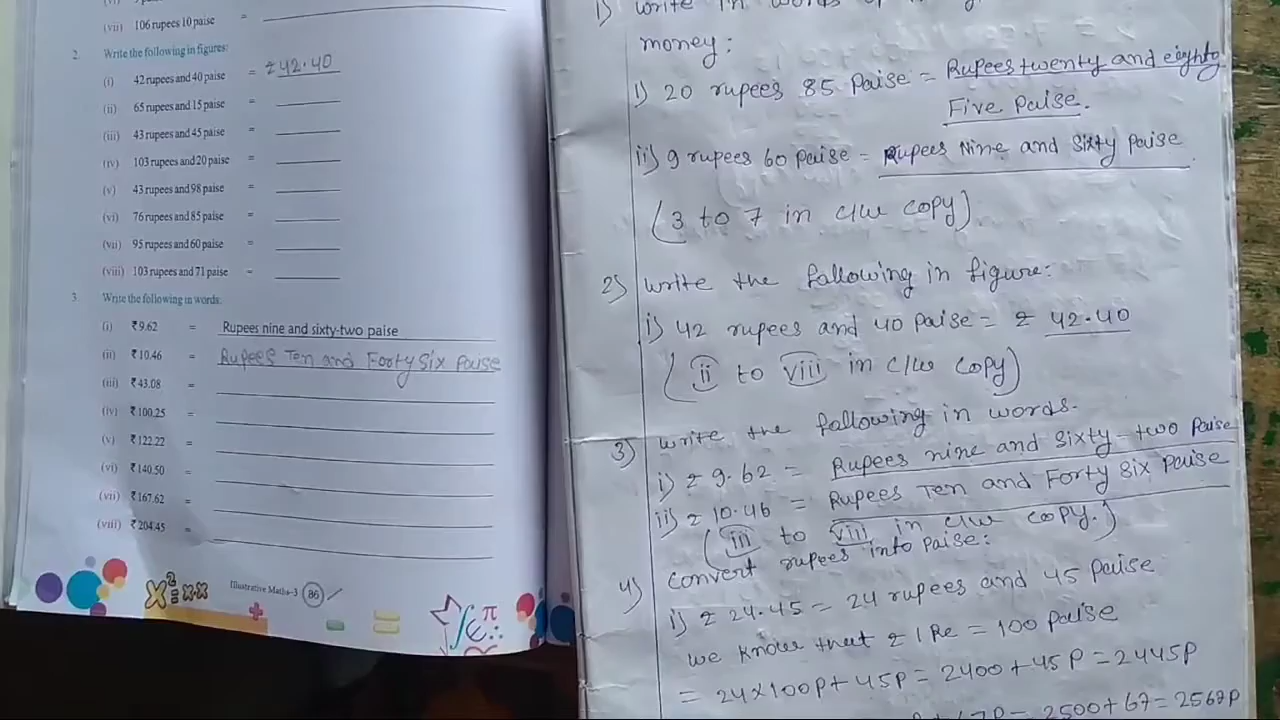 (vii) 106 rupees 10 paise =
2. Write the following in figures:
(i) 42 rupees and 40 paise = ₹42.40
(ii) 65 rupees and 15 paise =
(iii) 43 rupees and 45 paise =
(iv) 103 rupees and 20 paise =
(v) 43 rupees and 98 paise =
(vi) 76 rupees and 85 paise =
(vii) 95 rupees and 60 paise =
(viii) 103 rupees and 71 paise =
3. Write the following in words:
(i) ₹9.62 = Rupees nine and sixty-two paise
(ii) ₹10.46 = Rupees Ten and Forty Six Paise
(iii) ₹43.08 =
(iv) ₹100.25 =
(v) ₹122.22 =
(vi) ₹140.50 =
(vii) ₹167.62 =
(viii) ₹204.45 =
Illustrative Maths-3 86
1) write in words
money:
i) 20 rupees 85 Paise = Rupees twenty and eighty
Five Paise.
ii) 9 rupees 60 paise = Rupees Nine and Sixty Paise
(3 to 7 in c/w copy)
2) write the following in figure:
i) 42 rupees and 40 Paise = ₹ 42.40
(ii to viii in c/w copy)
3) write the following in words.
i) ₹ 9.62 = Rupees nine and Sixty-two Paise
ii) ₹ 10.46 = Rupees Ten and Forty Six Paise
(iii to viii in c/w copy.)
4) convert rupees into Paise:
i) ₹ 24.45 = 24 rupees and 45 Paise
we know that ₹ 1 Re = 100 Paise
= 24×100P + 45P = 2400 + 45P = 2445P
+ 67P = 2500 + 67 = 2567P